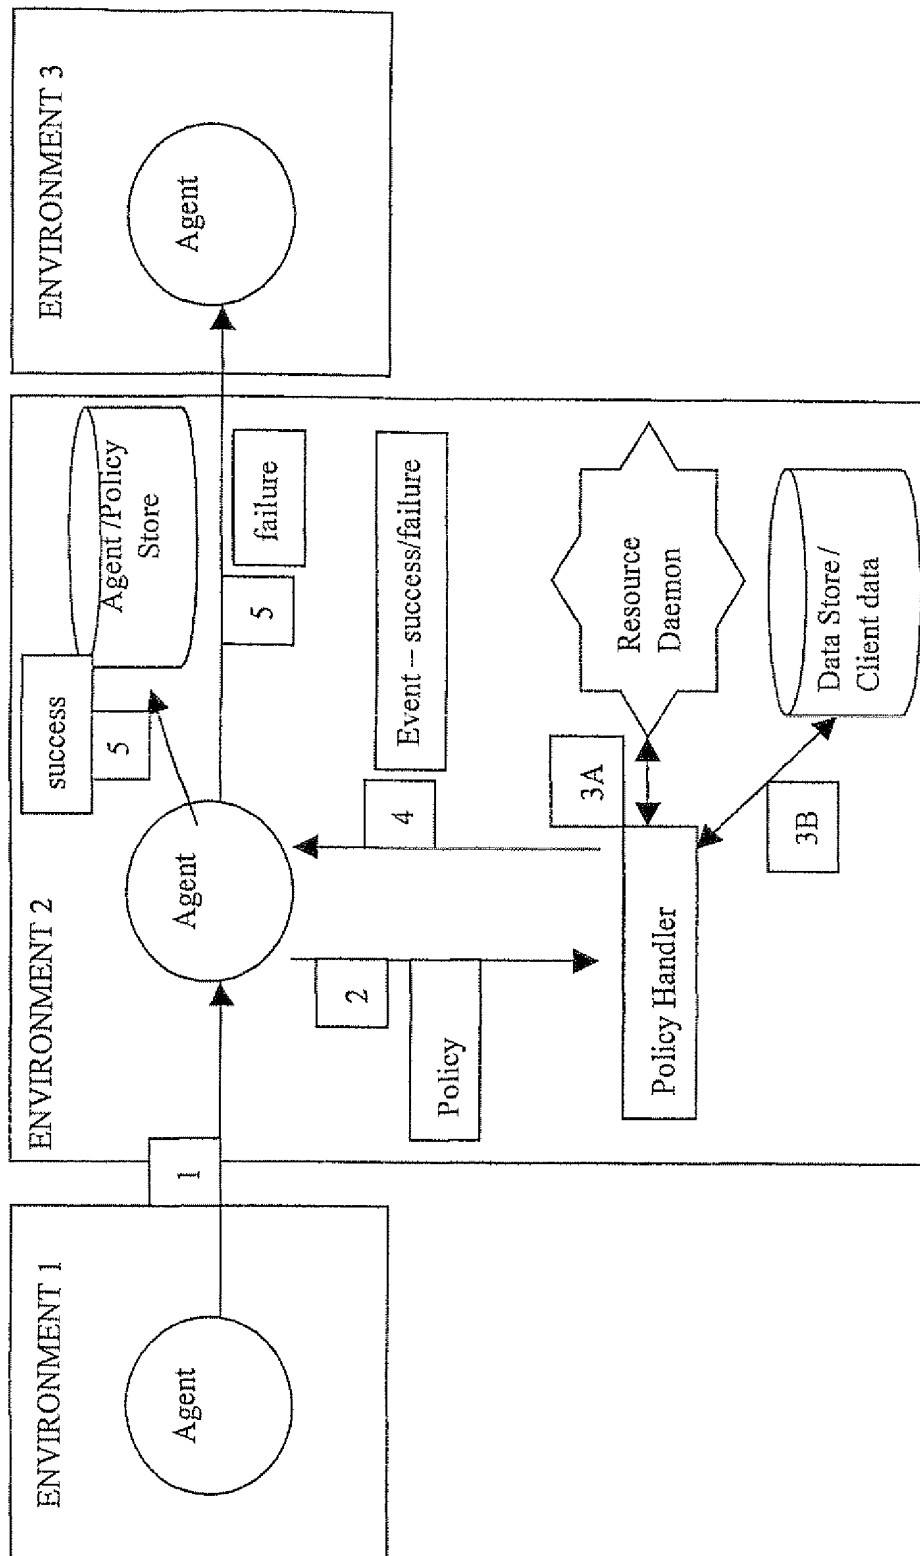 ENVIRONMENT 1
Agent
1
ENVIRONMENT 2
Agent
success
5
Agent /Policy
Store
5
failure
2
Policy
4
Event – success/failure
Policy Handler
3A
Resource
Daemon
3B
Data Store/
Client data
ENVIRONMENT 3
Agent